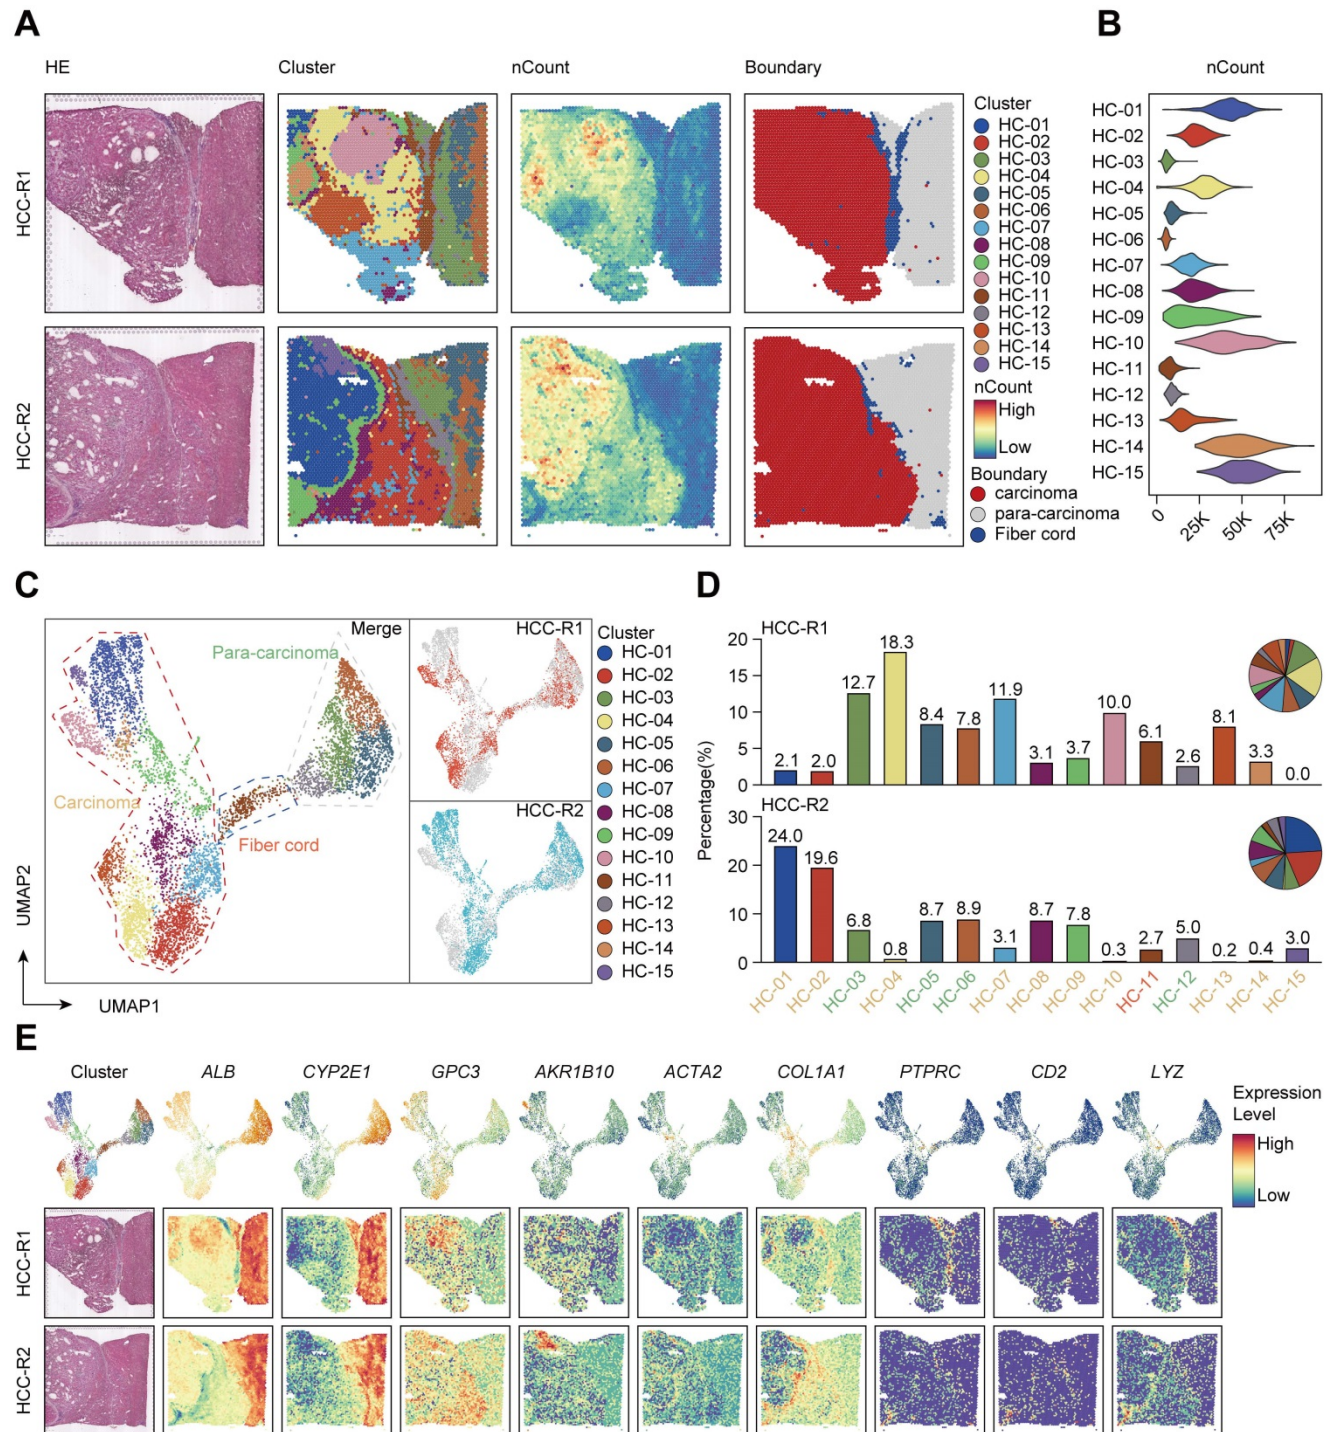 A
B
HE
Cluster
nCount
Boundary
nCount
HCC-R1
HCC-R2
Cluster
HC-01
HC-02
HC-03
HC-04
HC-05
HC-06
HC-07
HC-08
HC-09
HC-10
HC-11
HC-12
HC-13
HC-14
HC-15
nCount
High
Low
Boundary
carcinoma
para-carcinoma
Fiber cord
HC-01
HC-02
HC-03
HC-04
HC-05
HC-06
HC-07
HC-08
HC-09
HC-10
HC-11
HC-12
HC-13
HC-14
HC-15
0 25K 50K 75K
C
Merge
Para-carcinoma
Carcinoma
Fiber cord
UMAP2
UMAP1
HCC-R1
HCC-R2
Cluster
HC-01
HC-02
HC-03
HC-04
HC-05
HC-06
HC-07
HC-08
HC-09
HC-10
HC-11
HC-12
HC-13
HC-14
HC-15
D
Percentage(%)
HCC-R1
20
15
10
5
0
2.1 2.0 12.7 18.3 8.4 7.8 11.9 3.1 3.7 10.0 6.1 2.6 8.1 3.3 0.0
HCC-R2
30
20
10
0
24.0 19.6 6.8 0.8 8.7 8.9 3.1 8.7 7.8 0.3 2.7 5.0 0.2 0.4 3.0
HC-01 HC-02 HC-03 HC-04 HC-05 HC-06 HC-07 HC-08 HC-09 HC-10 HC-11 HC-12 HC-13 HC-14 HC-15
E
Cluster ALB CYP2E1 GPC3 AKR1B10 ACTA2 COL1A1 PTPRC CD2 LYZ
Expression
Level
High
Low
HCC-R1
HCC-R2